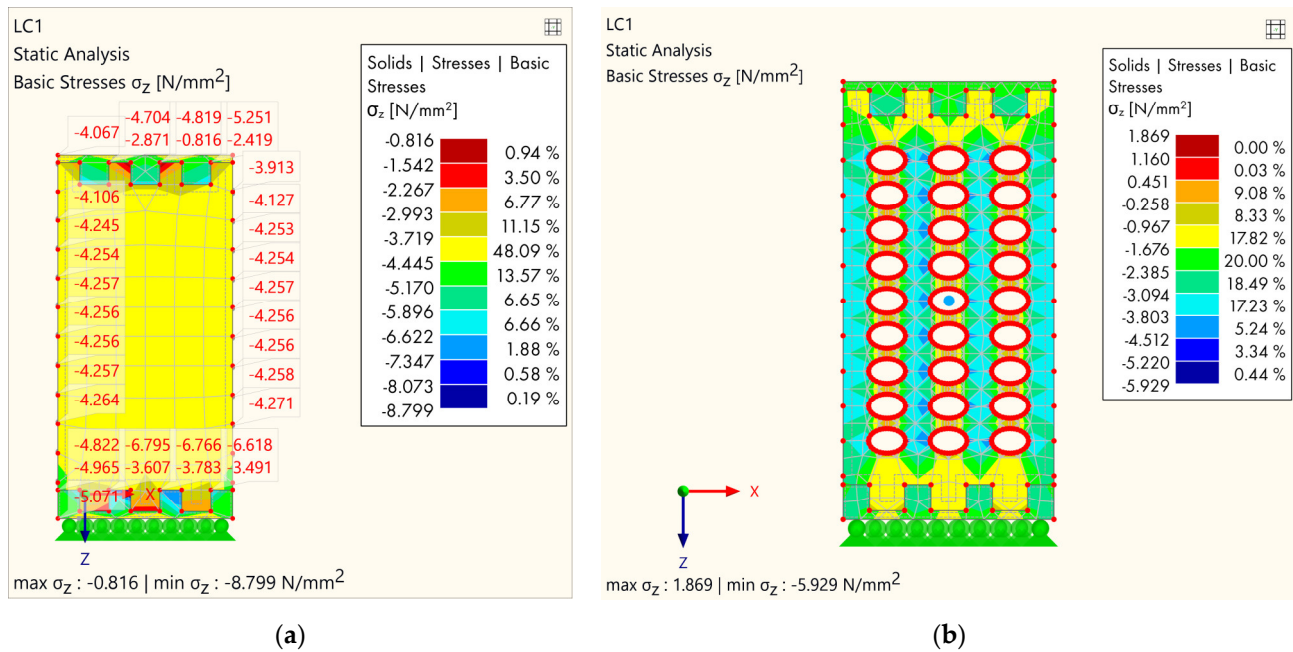 LC1
Static Analysis
Basic Stresses σz [N/mm²]
Solids | Stresses | Basic
Stresses
σz [N/mm²]
-0.816
-1.542
-2.267
-2.993
-3.719
-4.445
-5.170
-5.896
-6.622
-7.347
-8.073
-8.799
0.94 %
3.50 %
6.77 %
11.15 %
48.09 %
13.57 %
6.65 %
6.66 %
1.88 %
0.58 %
0.19 %
-4.704 -4.819 -5.251
-4.067 -2.871 -0.816 -2.419
-3.913
-4.106 -4.127
-4.245 -4.253
-4.254 -4.254
-4.257 -4.257
-4.256 -4.256
-4.256 -4.256
-4.257 -4.258
-4.264 -4.271
-4.822 -6.795 -6.766 -6.618
-4.965 -3.607 -3.783 -3.491
-5.071 X
Z
max σz : -0.816 | min σz : -8.799 N/mm²
(a)
LC1
Static Analysis
Basic Stresses σz [N/mm²]
Solids | Stresses | Basic
Stresses
σz [N/mm²]
1.869
1.160
0.451
-0.258
-0.967
-1.676
-2.385
-3.094
-3.803
-4.512
-5.220
-5.929
0.00 %
0.03 %
9.08 %
8.33 %
17.82 %
20.00 %
18.49 %
17.23 %
5.24 %
3.34 %
0.44 %
X
Z
max σz : 1.869 | min σz : -5.929 N/mm²
(b)